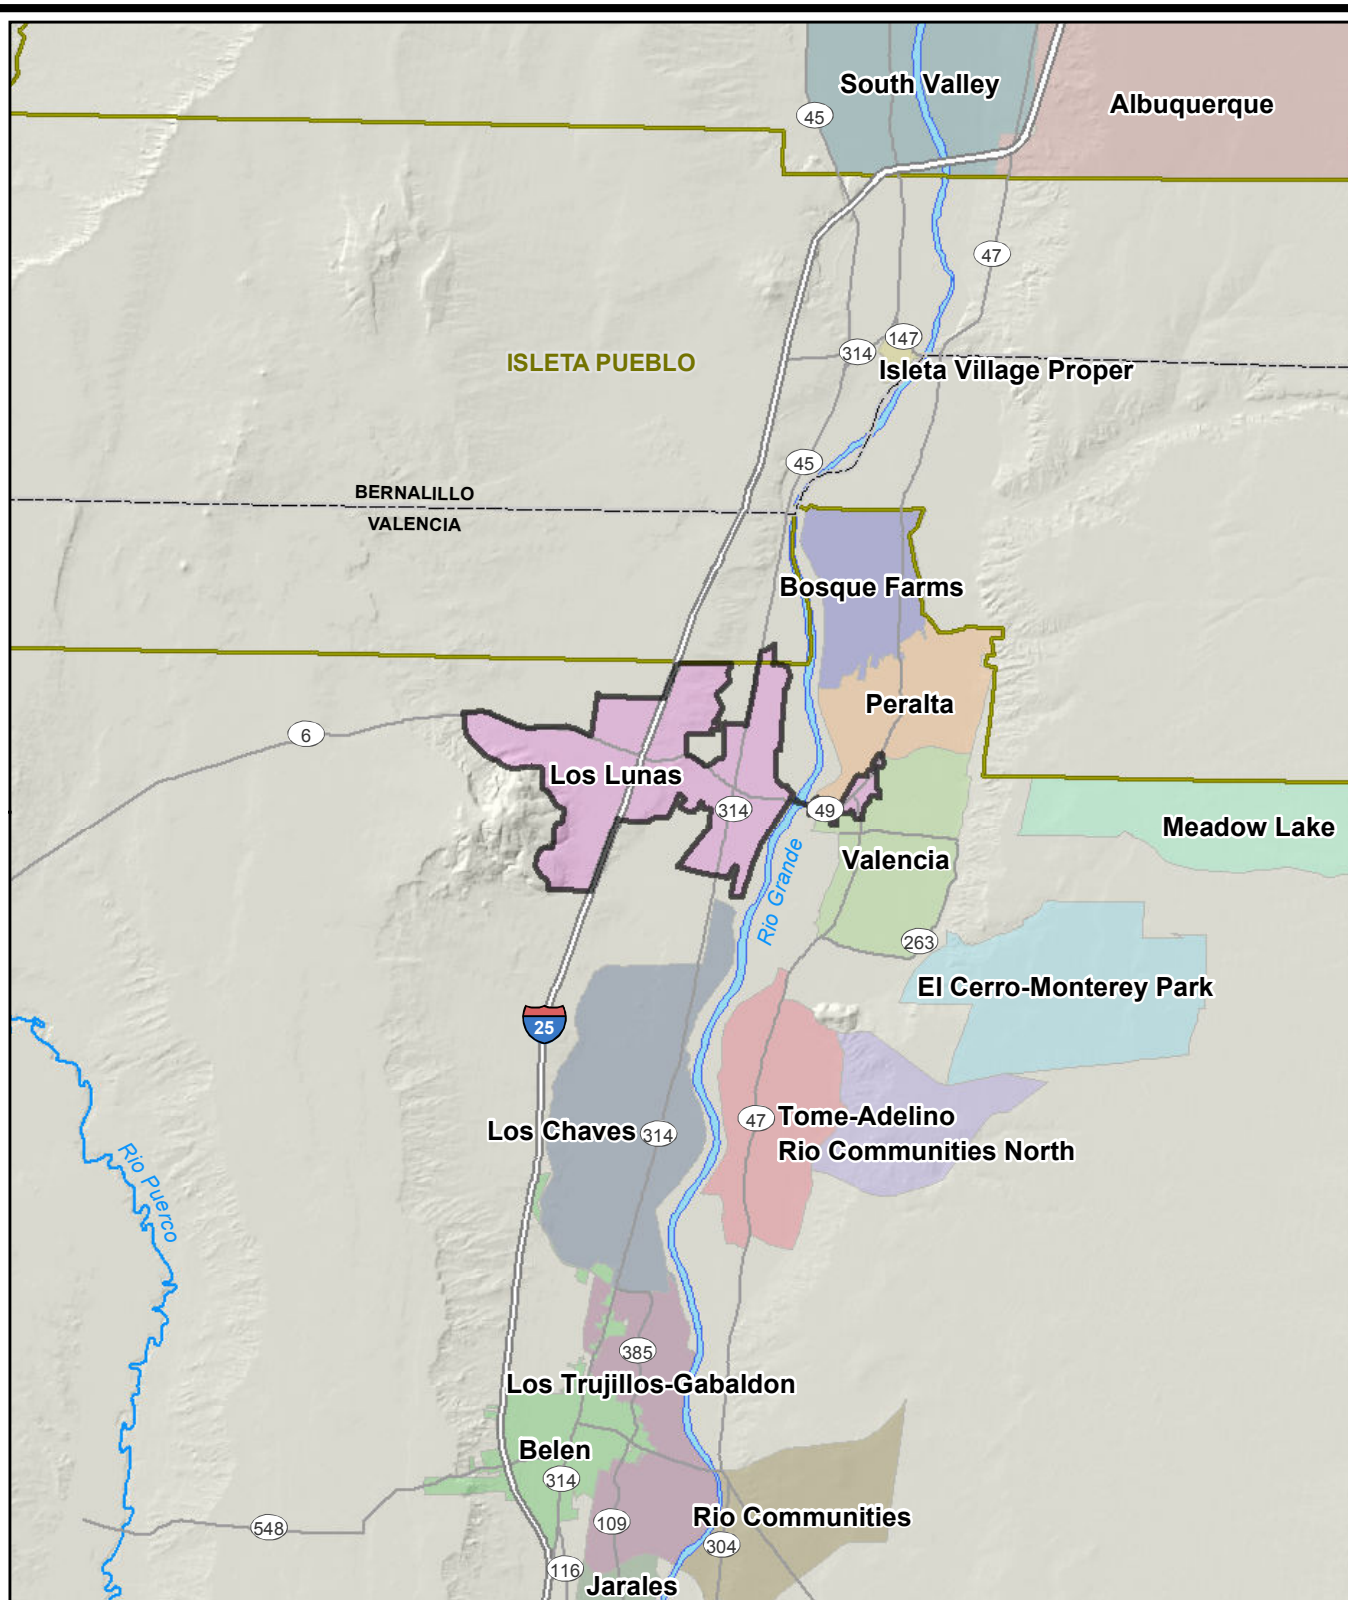 South Valley
Albuquerque
45
47
147
314
ISLETA PUEBLO
Isleta Village Proper
45
BERNALILLO
VALENCIA
Bosque Farms
Peralta
6
Los Lunas
314
49
Meadow Lake
Valencia
Rio Grande
263
El Cerro-Monterey Park
25
Los Chaves
314
47
Tome-Adelino
Rio Communities North
Rio Puerco
385
Los Trujillos-Gabaldon
Belen
314
109
Rio Communities
548
304
116
Jarales